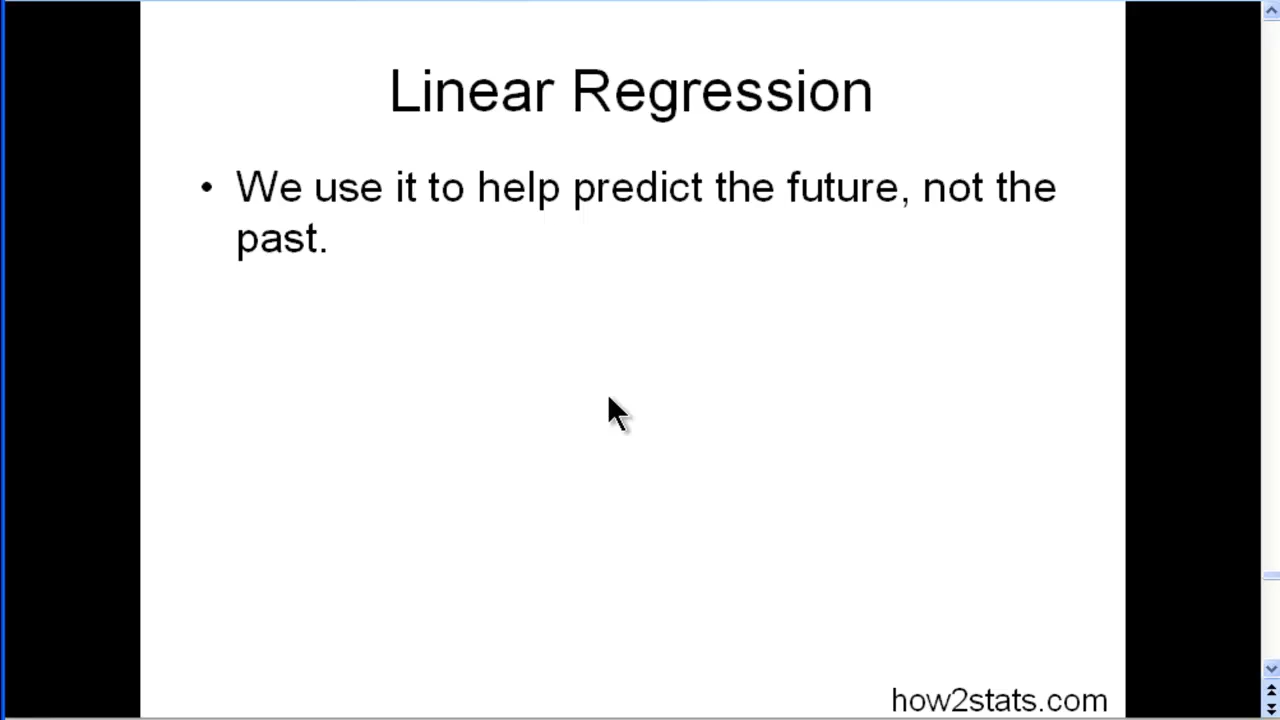 Linear Regression
• We use it to help predict the future, not the
past.
how2stats.com